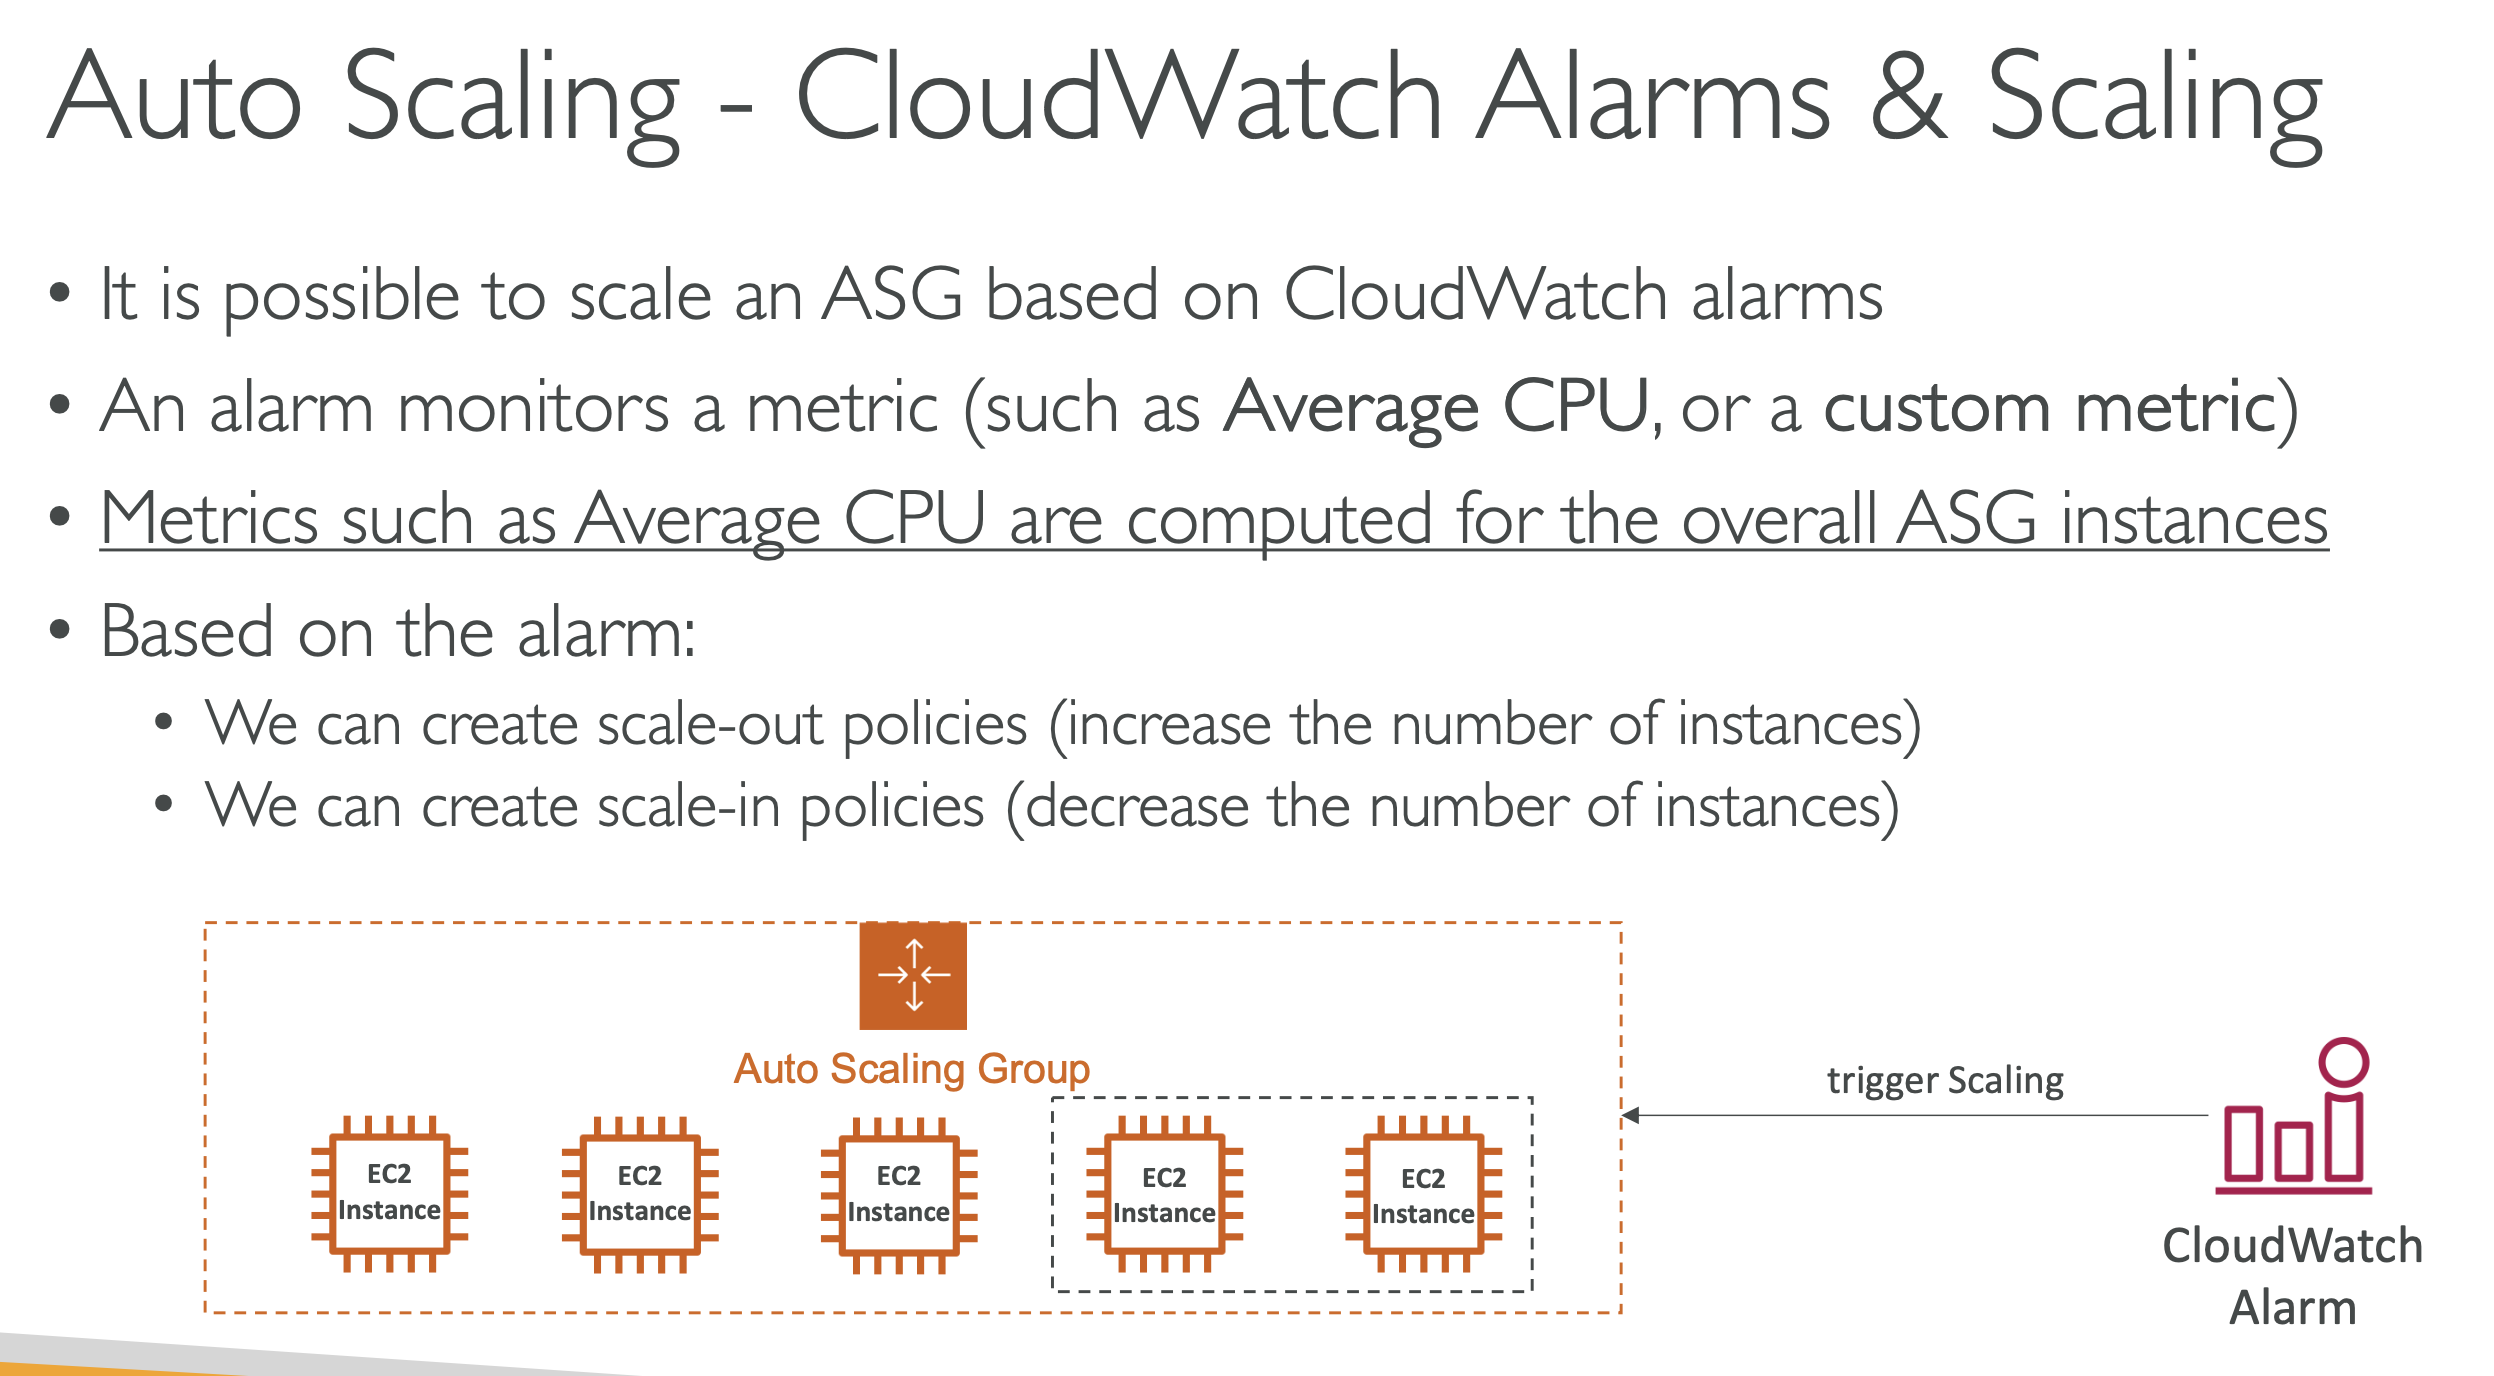 Auto Scaling - CloudWatch Alarms & Scaling
• It is possible to scale an ASG based on CloudWatch alarms
• An alarm monitors a metric (such as Average CPU, or a custom metric)
• Metrics such as Average CPU are computed for the overall ASG instances
• Based on the alarm:
• We can create scale-out policies (increase the number of instances)
• We can create scale-in policies (decrease the number of instances)
Auto Scaling Group
EC2
Instance
EC2
Instance
EC2
Instance
EC2
Instance
EC2
Instance
trigger Scaling
CloudWatch
Alarm